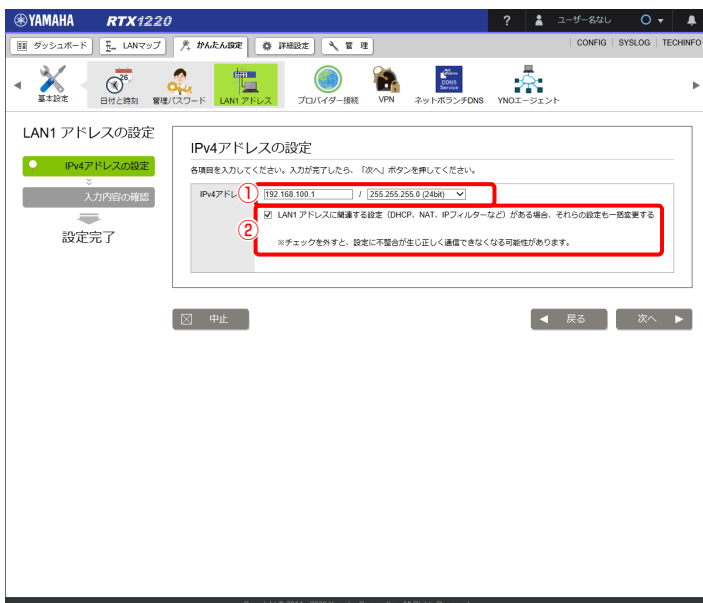 YAMAHA RTX1220 ? ユーザー名なし
ダッシュボード LANマップ かんたん設定 詳細設定 管 理 CONFIG SYSLOG TECHINFO
基本設定 日付と時刻 管理パスワード LAN1 アドレス プロバイダー接続 VPN ネットボランチDNS YNOエージェント
26
DDNS
Service
LAN1 アドレスの設定
IPv4アドレスの設定
入力内容の確認
設定完了
IPv4アドレスの設定
各項目を入力してください。入力が完了したら、「次へ」ボタンを押してください。
IPv4アドレ ① 192.168.100.1 / 255.255.255.0 (24bit)
② LAN1 アドレスに関連する設定（DHCP、NAT、IPフィルターなど）がある場合、それらの設定も一括変更する
※チェックを外すと、設定に不整合が生じ正しく通信できなくなる可能性があります。
中止 戻る 次へ